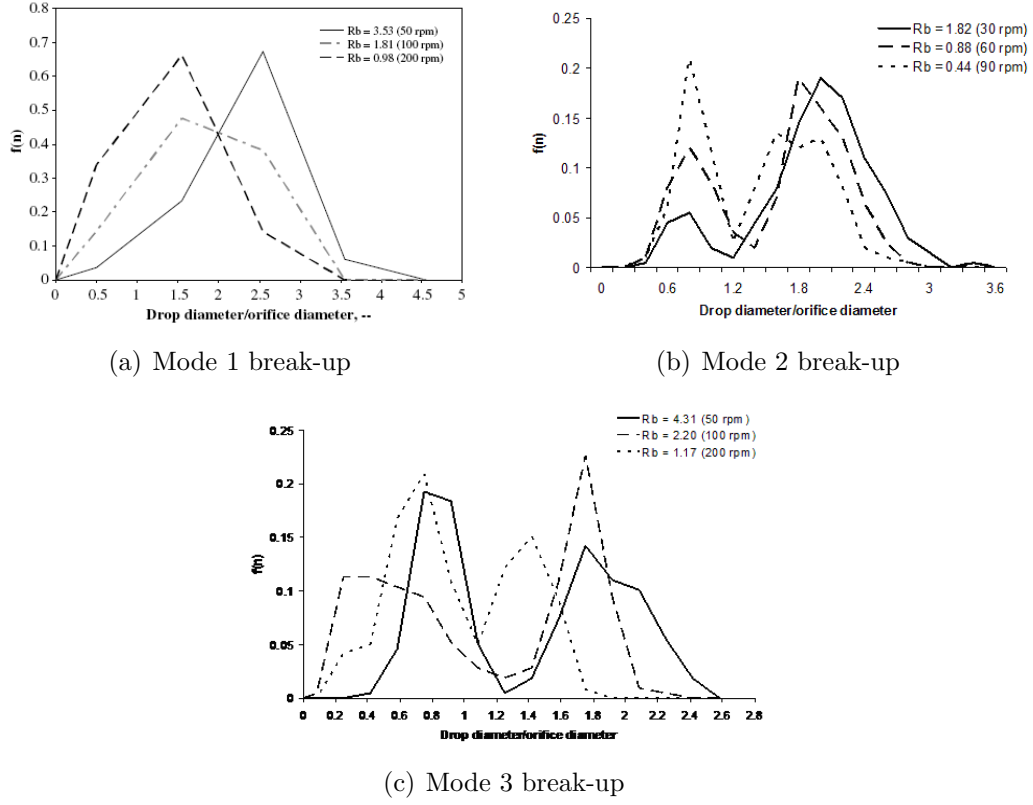 0.8
0.7
0.6
0.5
0.4
0.3
0.2
0.1
0
f(n)
Rb = 3.53 (50 rpm)
Rb = 1.81 (100 rpm)
Rb = 0.98 (200 rpm)
0 0.5 1 1.5 2 2.5 3 3.5 4 4.5 5
Drop diameter/orifice diameter, --
(a) Mode 1 break-up
0.25
0.2
0.15
0.1
0.05
0
f(n)
Rb = 1.82 (30 rpm)
Rb = 0.88 (60 rpm)
Rb = 0.44 (90 rpm)
0 0.6 1.2 1.8 2.4 3 3.6
Drop diameter/orifice diameter
(b) Mode 2 break-up
Rb = 4.31 (50 rpm)
Rb = 2.20 (100 rpm)
Rb = 1.17 (200 rpm)
0.25
0.2
0.15
0.1
0.05
0
f(n)
0 0.2 0.4 0.6 0.8 1 1.2 1.4 1.6 1.8 2 2.2 2.4 2.6 2.8
Drop diameter/orifice diameter
(c) Mode 3 break-up